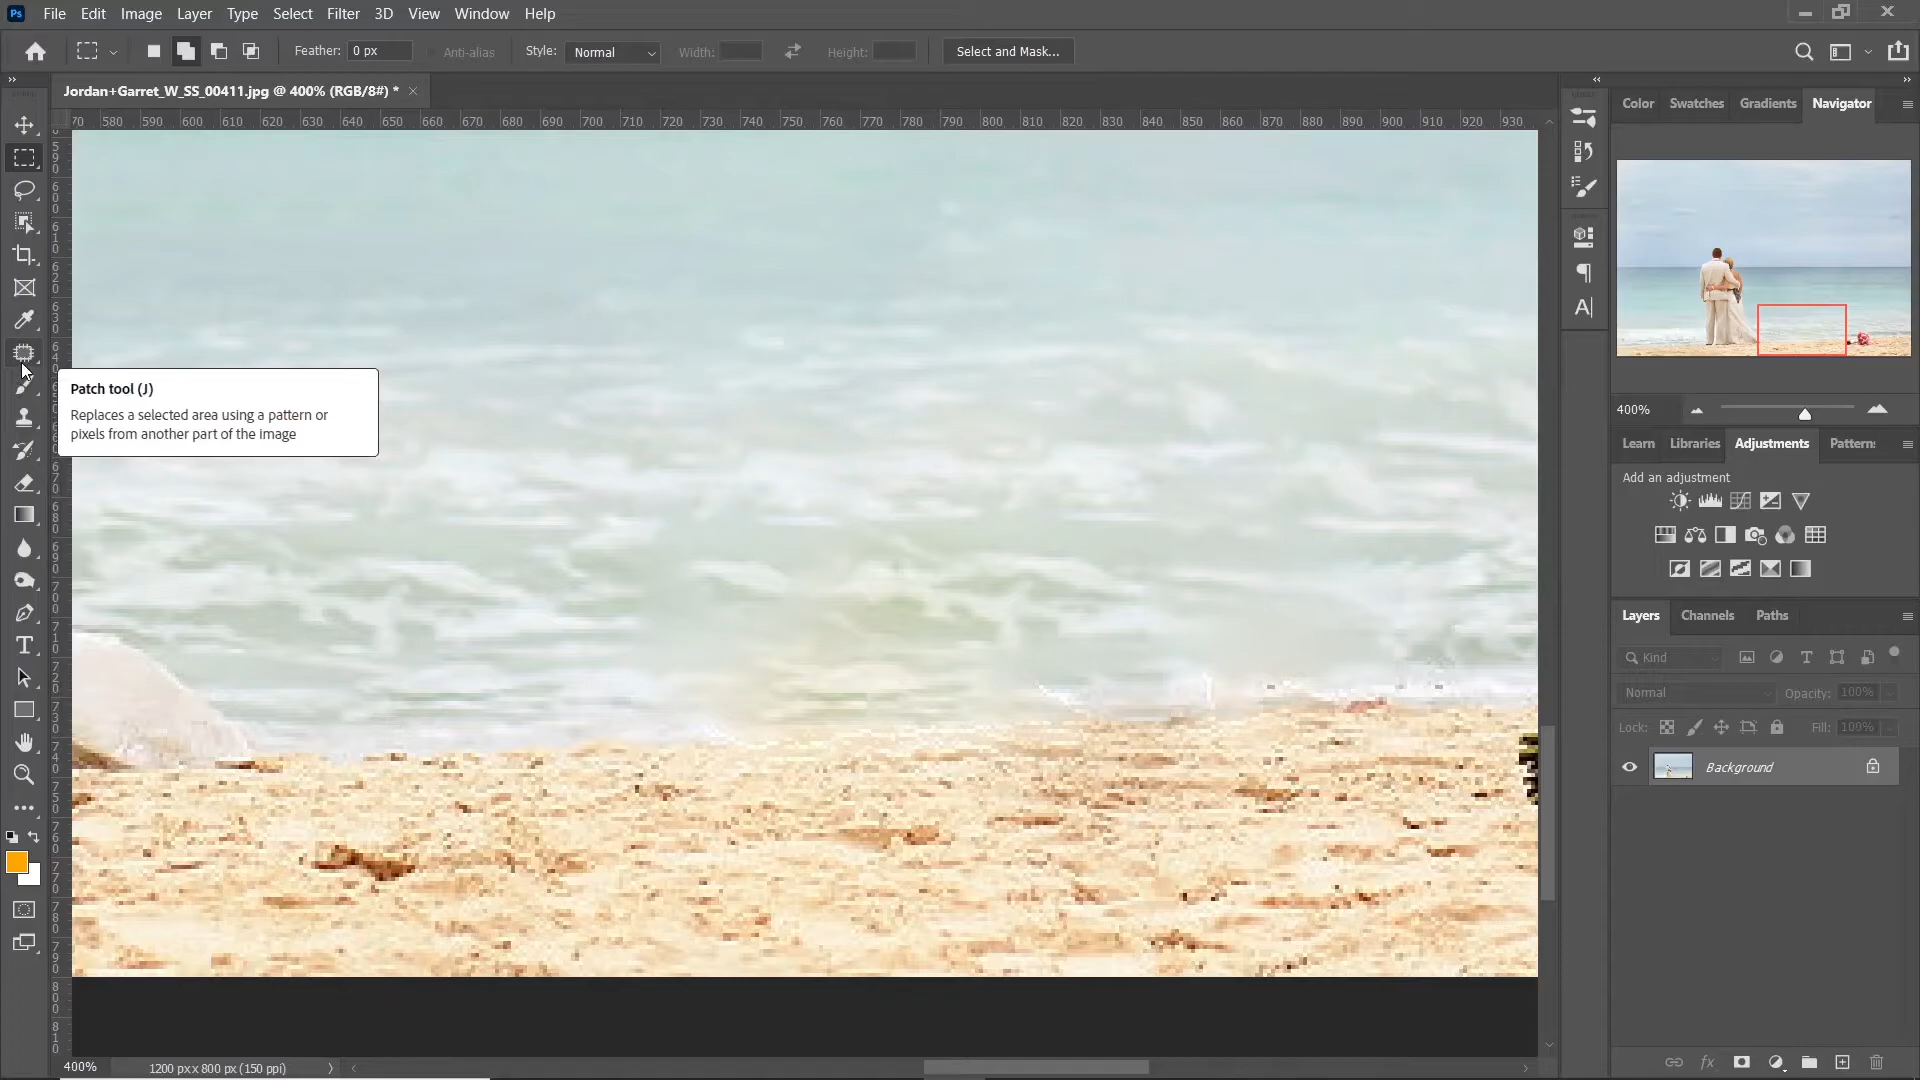 Ps File Edit Image Layer Type Select Filter 3D View Window Help
Feather: 0 px Anti-alias Style: Normal Width: Height: Select and Mask...
Jordan+Garret_W_SS_00411.jpg @ 400% (RGB/8#) * ×
70 580 590 600 610 620 630 640 650 660 670 680 690 700 710 720 730 740 750 760 770 780 790 800 810 820 830 840 850 860 870 880 890 900 910 920 930
Color Swatches Gradients Navigator
Patch tool (J)
Replaces a selected area using a pattern or
pixels from another part of the image
400%
Learn Libraries Adjustments Pattern
Add an adjustment
Layers Channels Paths
Kind
Normal Opacity: 100%
Lock: Fill: 100%
Background
400% 1200 px x 800 px (150 ppi)